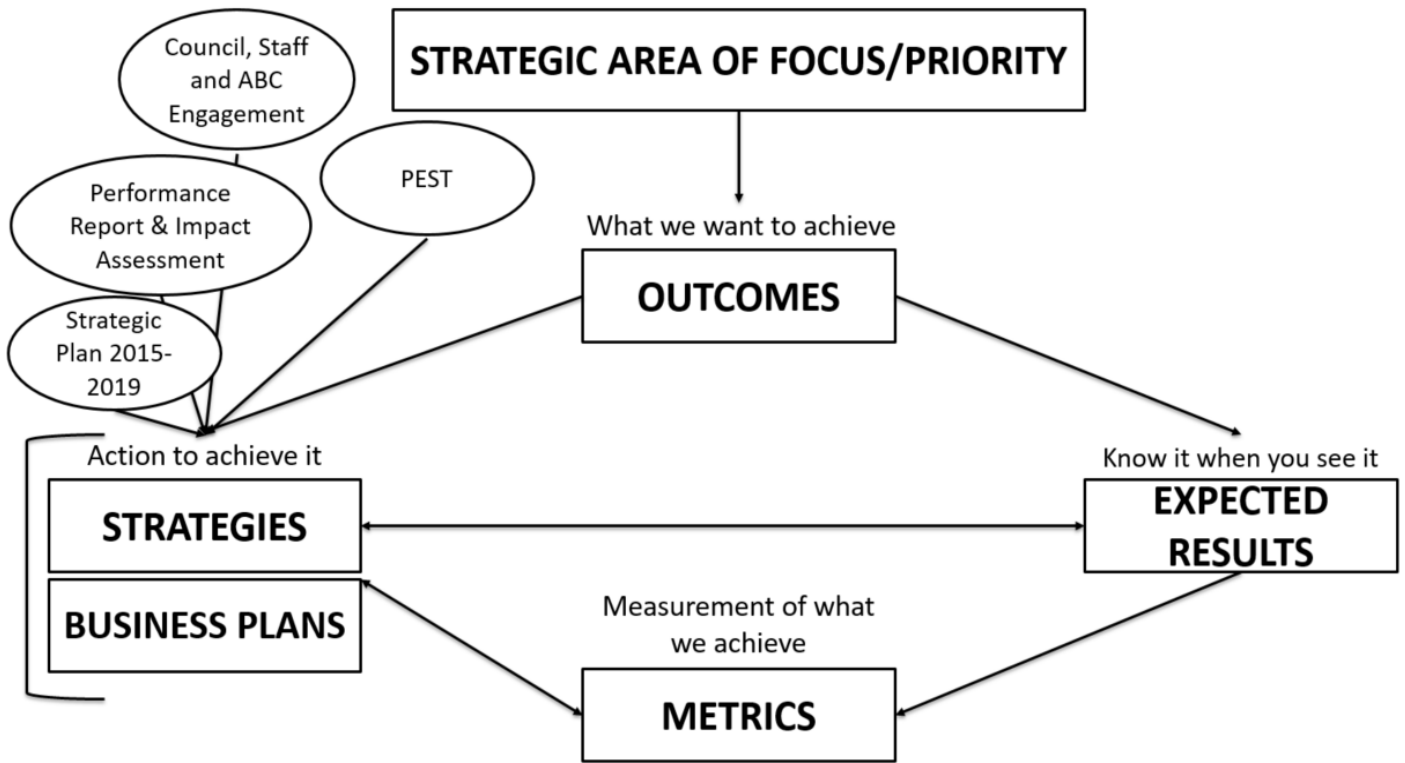 Council, Staff
and ABC
Engagement
STRATEGIC AREA OF FOCUS/PRIORITY
Performance
Report & Impact
Assessment
PEST
What we want to achieve
OUTCOMES
Strategic
Plan 2015-
2019
Action to achieve it
STRATEGIES
BUSINESS PLANS
Know it when you see it
EXPECTED
RESULTS
Measurement of what
we achieve
METRICS